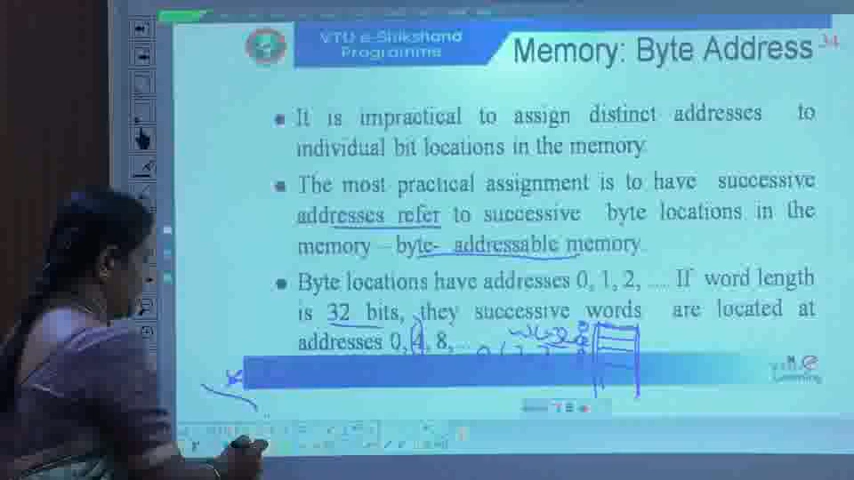 VTU e-Shikshand
Programme
Memory: Byte Address
34
• It is impractical to assign distinct addresses to
individual bit locations in the memory.
• The most practical assignment is to have successive
addresses refer to successive byte locations in the
memory – byte- addressable memory.
• Byte locations have addresses 0, 1, 2, .... If word length
is 32 bits, they successive words are located at
addresses 0, 4, 8,...
Learning